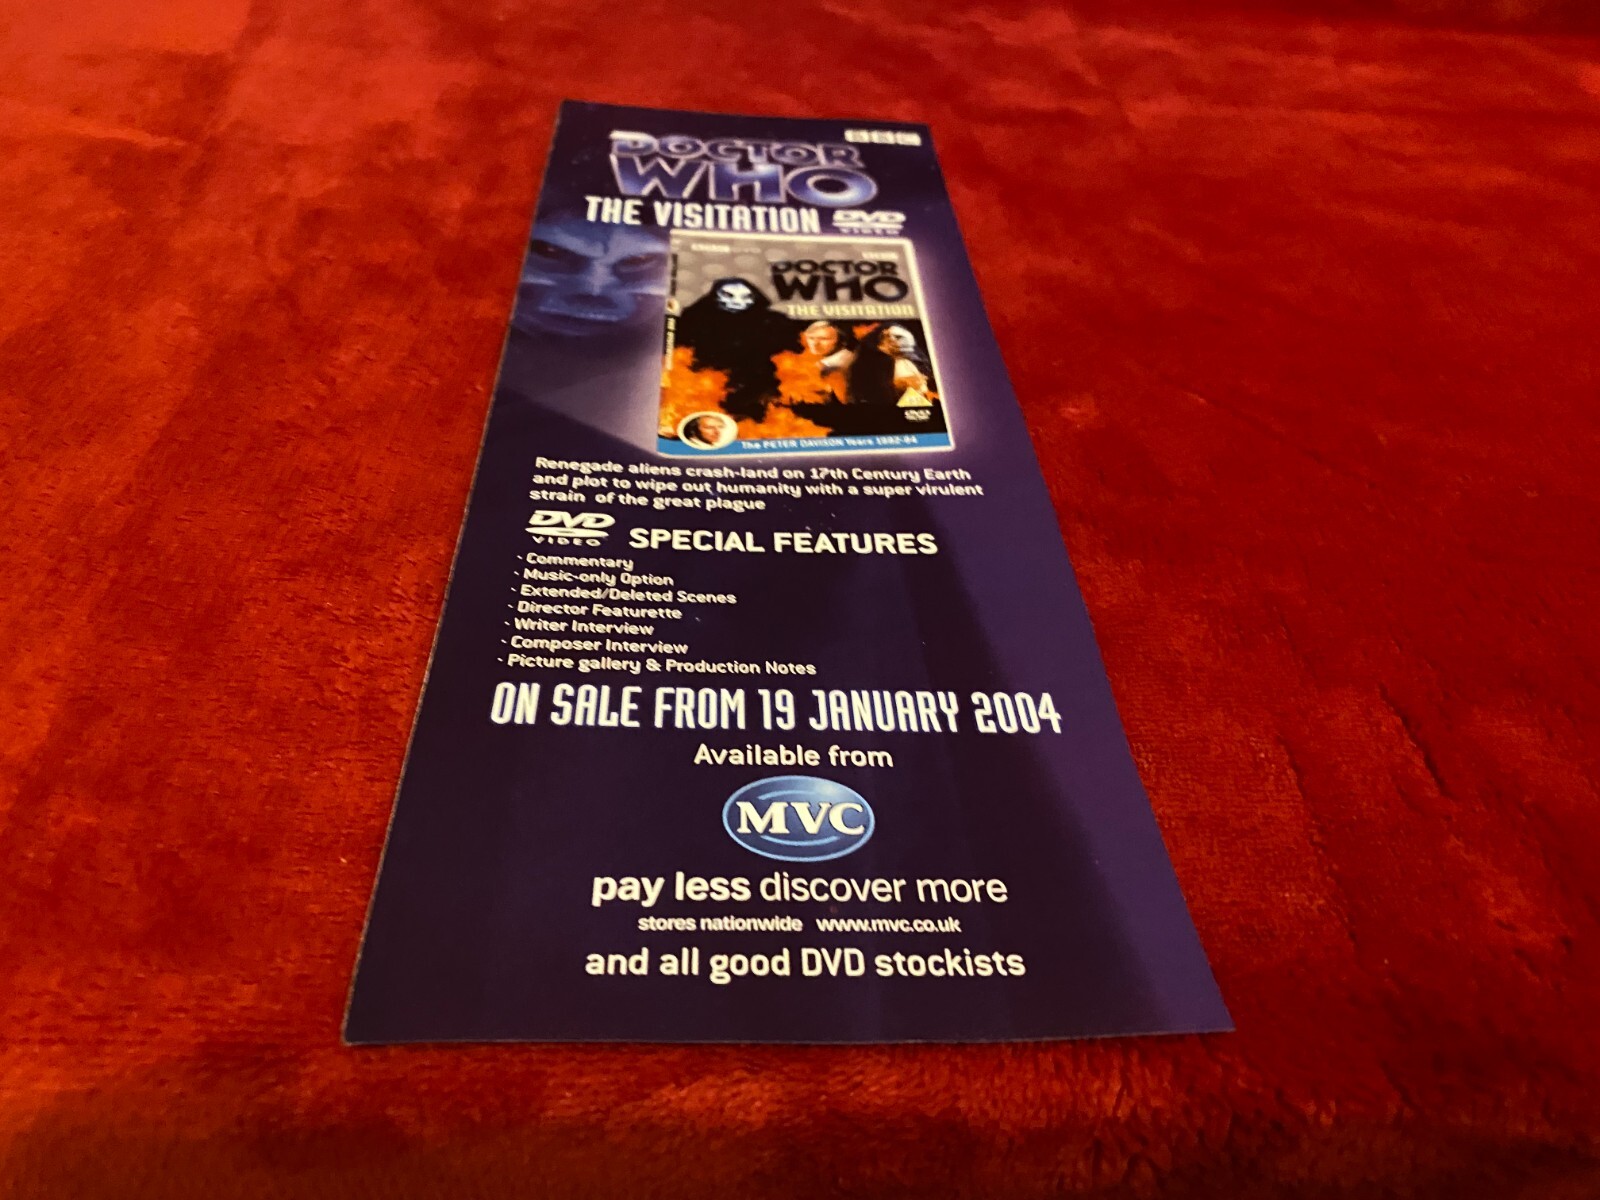 BBC
DOCTOR
WHO
THE VISITATION DVD
VIDEO
DOCTOR
WHO
THE VISITATION
The PETER DAVISON Years 1982-84
Renegade aliens crash-land on 17th Century Earth
and plot to wipe out humanity with a super virulent
strain of the great plague
DVD
VIDEO SPECIAL FEATURES
- Commentary
- Music-only Option
- Extended/Deleted Scenes
- Director Featurette
- Writer Interview
- Composer Interview
- Picture gallery & Production Notes
ON SALE FROM 19 JANUARY 2004
Available from
MVC
pay less discover more
stores nationwide www.mvc.co.uk
and all good DVD stockists